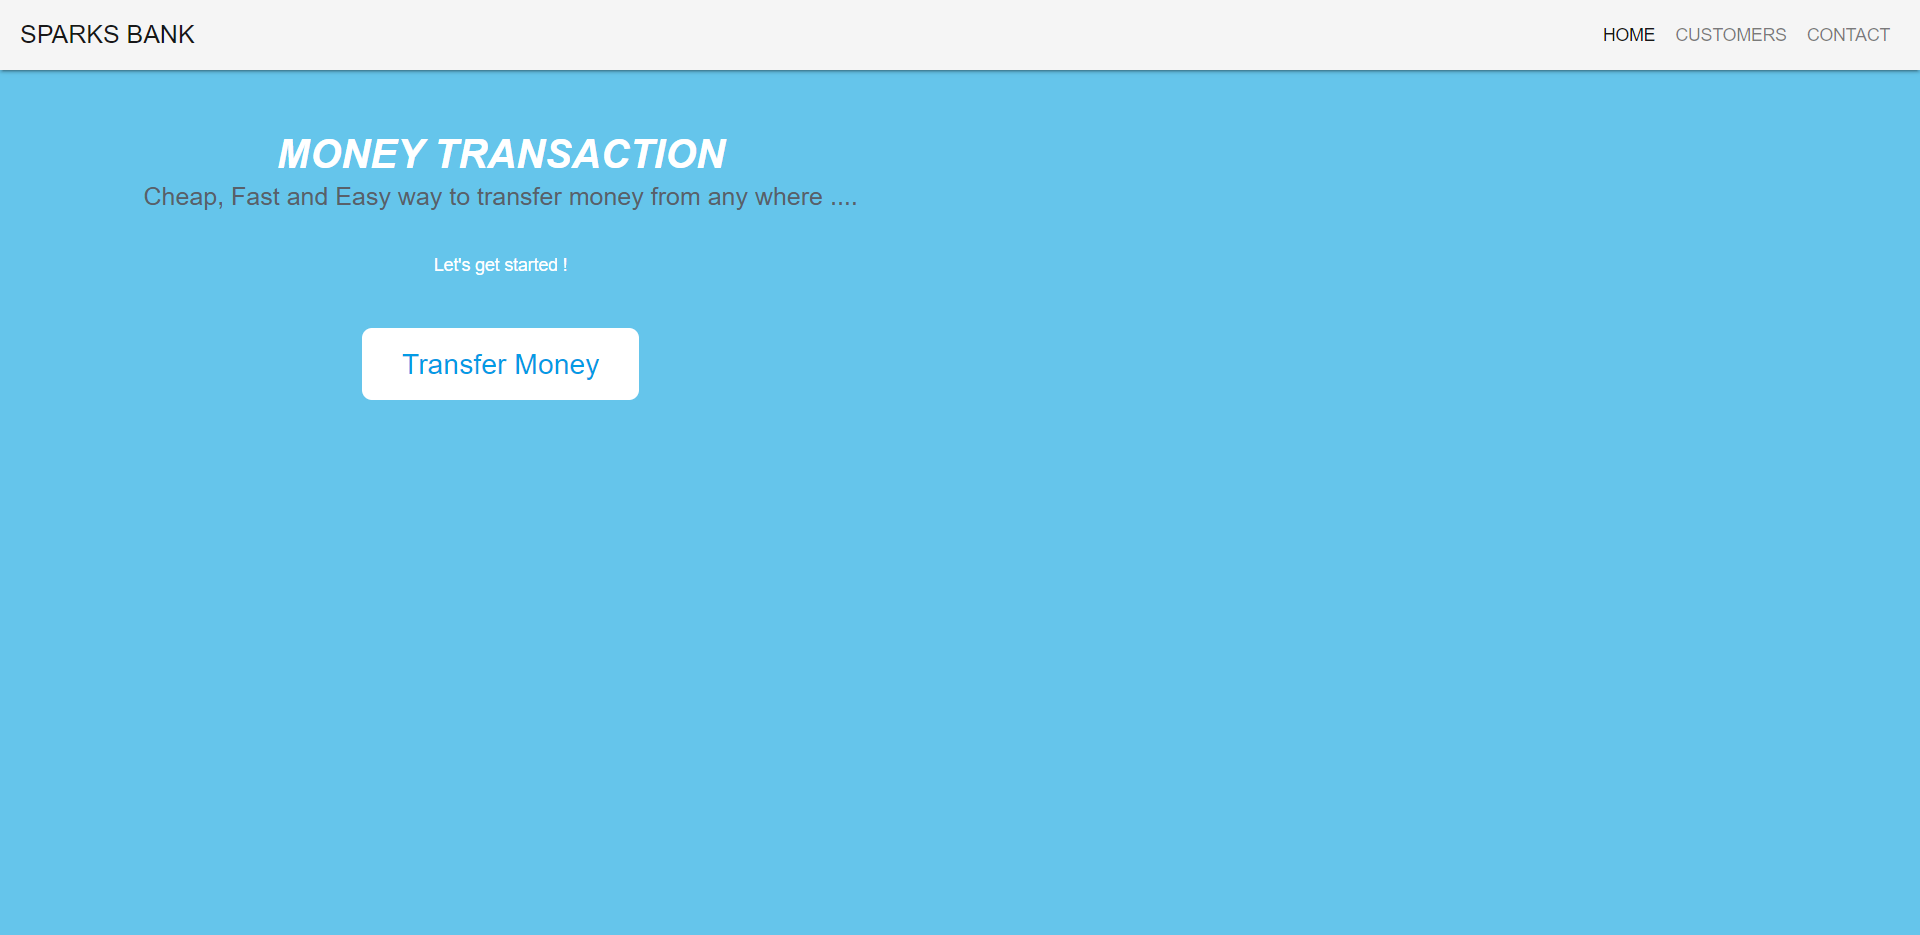 SPARKS BANK
HOME CUSTOMERS CONTACT
MONEY TRANSACTION
Cheap, Fast and Easy way to transfer money from any where ....
Let's get started !
Transfer Money